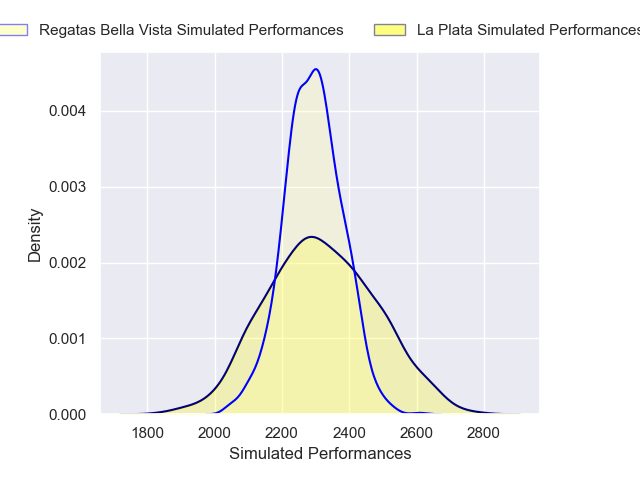 Regatas Bella Vista Simulated Performances La Plata Simulated Performances
0.004
0.003
0.002
0.001
0.000
Density
1800 2000 2200 2400 2600 2800
Simulated Performances